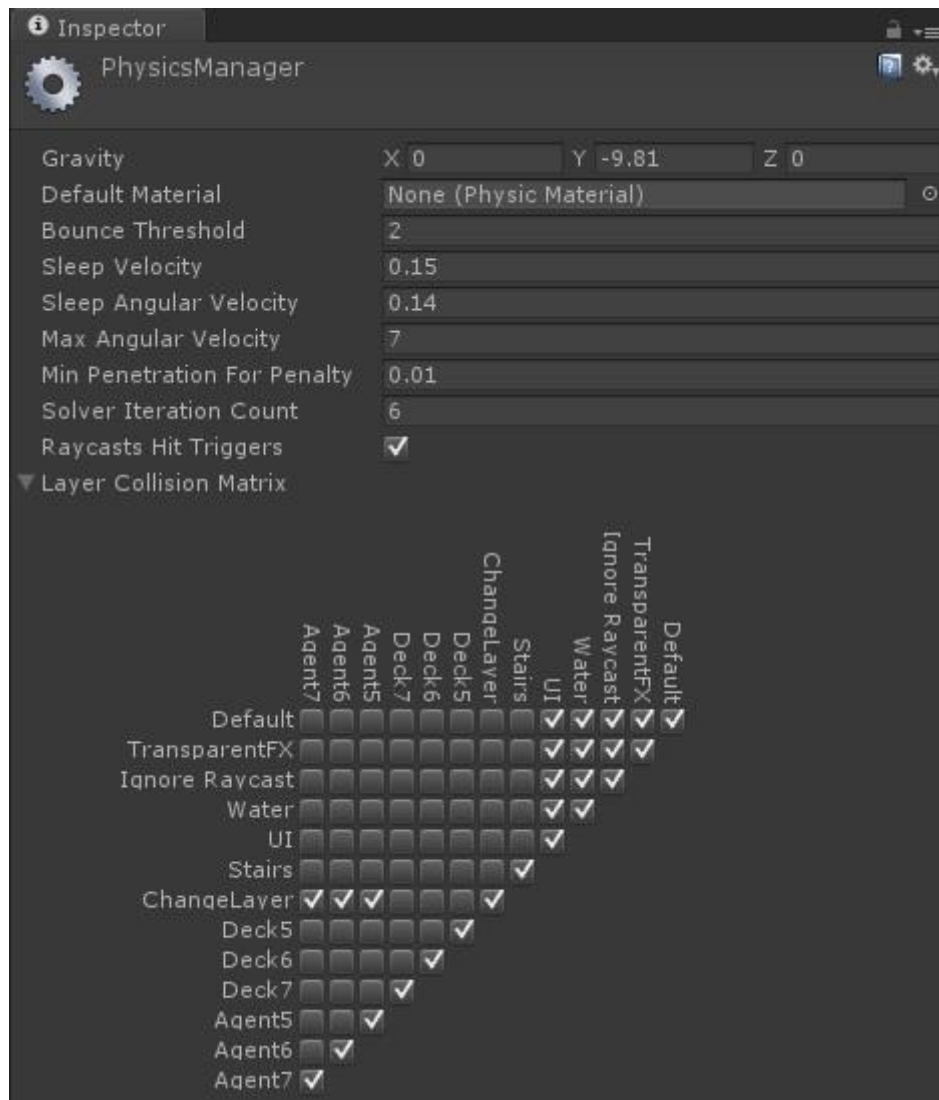 Inspector
PhysicsManager
Gravity X 0 Y -9.81 Z 0
Default Material None (Physic Material)
Bounce Threshold 2
Sleep Velocity 0.15
Sleep Angular Velocity 0.14
Max Angular Velocity 7
Min Penetration For Penalty 0.01
Solver Iteration Count 6
Raycasts Hit Triggers
Layer Collision Matrix
Agent7
Agent6
Agent5
Deck7
Deck6
Deck5
ChangeLayer
Stairs
UI
Water
Ignore Raycast
TransparentFX
Default
Default
TransparentFX
Ignore Raycast
Water
UI
Stairs
ChangeLayer
Deck5
Deck6
Deck7
Agent5
Agent6
Agent7